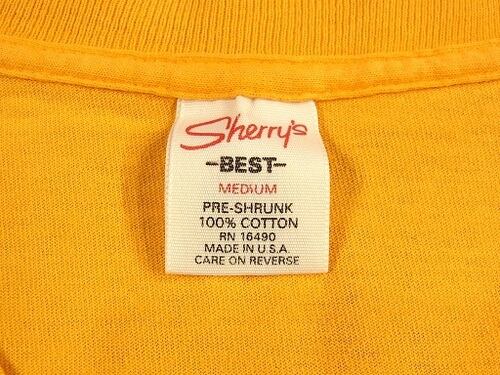 Sherry's
-BEST-
MEDIUM
PRE-SHRUNK
100% COTTON
RN 16490
MADE IN U.S.A.
CARE ON REVERSE